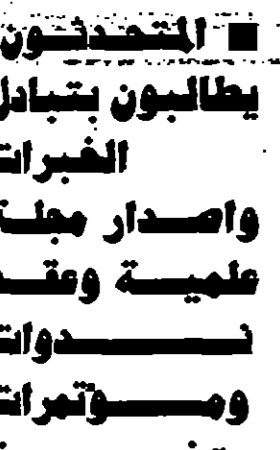 ■ المتحدثون
يطالبون بتبادل
الخبرات
واصدار مجلة
علمية وعقد
ندوات
ومؤتمرات